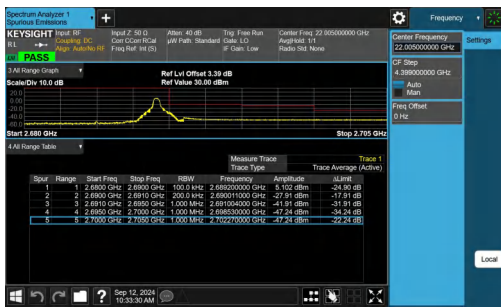 Spectrum Analyzer 1
Spurious Emissions
Frequency
KEYSIGHT
Input: RF
Coupling: DC
Align: Auto/No RF
Input Z: 50 Ω
Corr CCorr RCal
Freq Ref: Int (S)
Atten: 40 dB
µW Path: Standard
Trig: Free Run
Gate: LO
IF Gain: Low
Center Freq: 22.005000000 GHz
Avg|Hold: 1/1
Radio Std: None
RL
PASS
Center Frequency
22.005000000 GHz
Settings
CF Step
4.399000000 GHz
Auto
Man
Freq Offset
0 Hz
3 All Range Graph
Scale/Div 10.0 dB
Ref Lvl Offset 3.39 dB
Ref Value 30.00 dBm
20.0
0.00
-20.0
-40.0
Start 2.680 GHz
Stop 2.705 GHz
4 All Range Table
Measure Trace Trace 1
Trace Type Trace Average (Active)
Spur Range Start Freq Stop Freq RBW Frequency Amplitude ΔLimit
1 1 2.6800 GHz 2.6900 GHz 100.0 kHz 2.689200000 GHz 5.102 dBm -24.90 dB
2 2 2.6900 GHz 2.6910 GHz 200.0 kHz 2.690011000 GHz -27.91 dBm -17.91 dB
3 3 2.6910 GHz 2.6950 GHz 1.000 MHz 2.691004000 GHz -41.91 dBm -31.91 dB
4 4 2.6950 GHz 2.7000 GHz 1.000 MHz 2.698530000 GHz -47.24 dBm -34.24 dB
5 5 2.7000 GHz 2.7050 GHz 1.000 MHz 2.702270000 GHz -47.24 dBm -22.24 dB
Local
Sep 12, 2024
10:33:30 AM